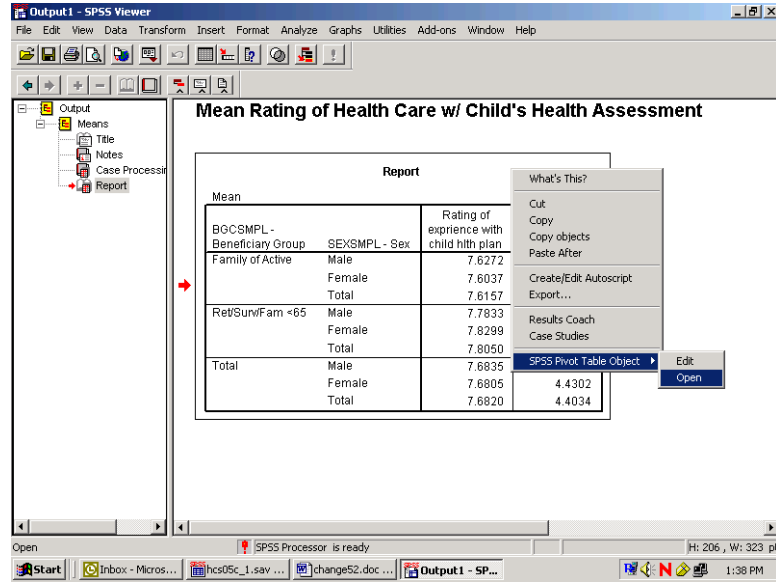 Output1 - SPSS Viewer
File Edit View Data Transform Insert Format Analyze Graphs Utilities Add-ons Window Help
Output
Means
Title
Notes
Case Processin
Report
Mean Rating of Health Care w/ Child's Health Assessment
Report
Mean
BGCSMPL - Beneficiary Group SEXSMPL - Sex Rating of exprience with child hlth plan
Family of Active Male 7.6272
Female 7.6037
Total 7.6157
Ret/Surv/Fam <65 Male 7.7833
Female 7.8299
Total 7.8050
Total Male 7.6835
Female 7.6805 4.4302
Total 7.6820 4.4034
What's This?
Cut
Copy
Copy objects
Paste After
Create/Edit Autoscript
Export...
Results Coach
Case Studies
SPSS Pivot Table Object
Edit
Open
Open SPSS Processor is ready H: 206 , W: 323 pt
Start Inbox - Micros... hcs05c_1.sav ... change52.doc ... Output1 - SP... 1:38 PM